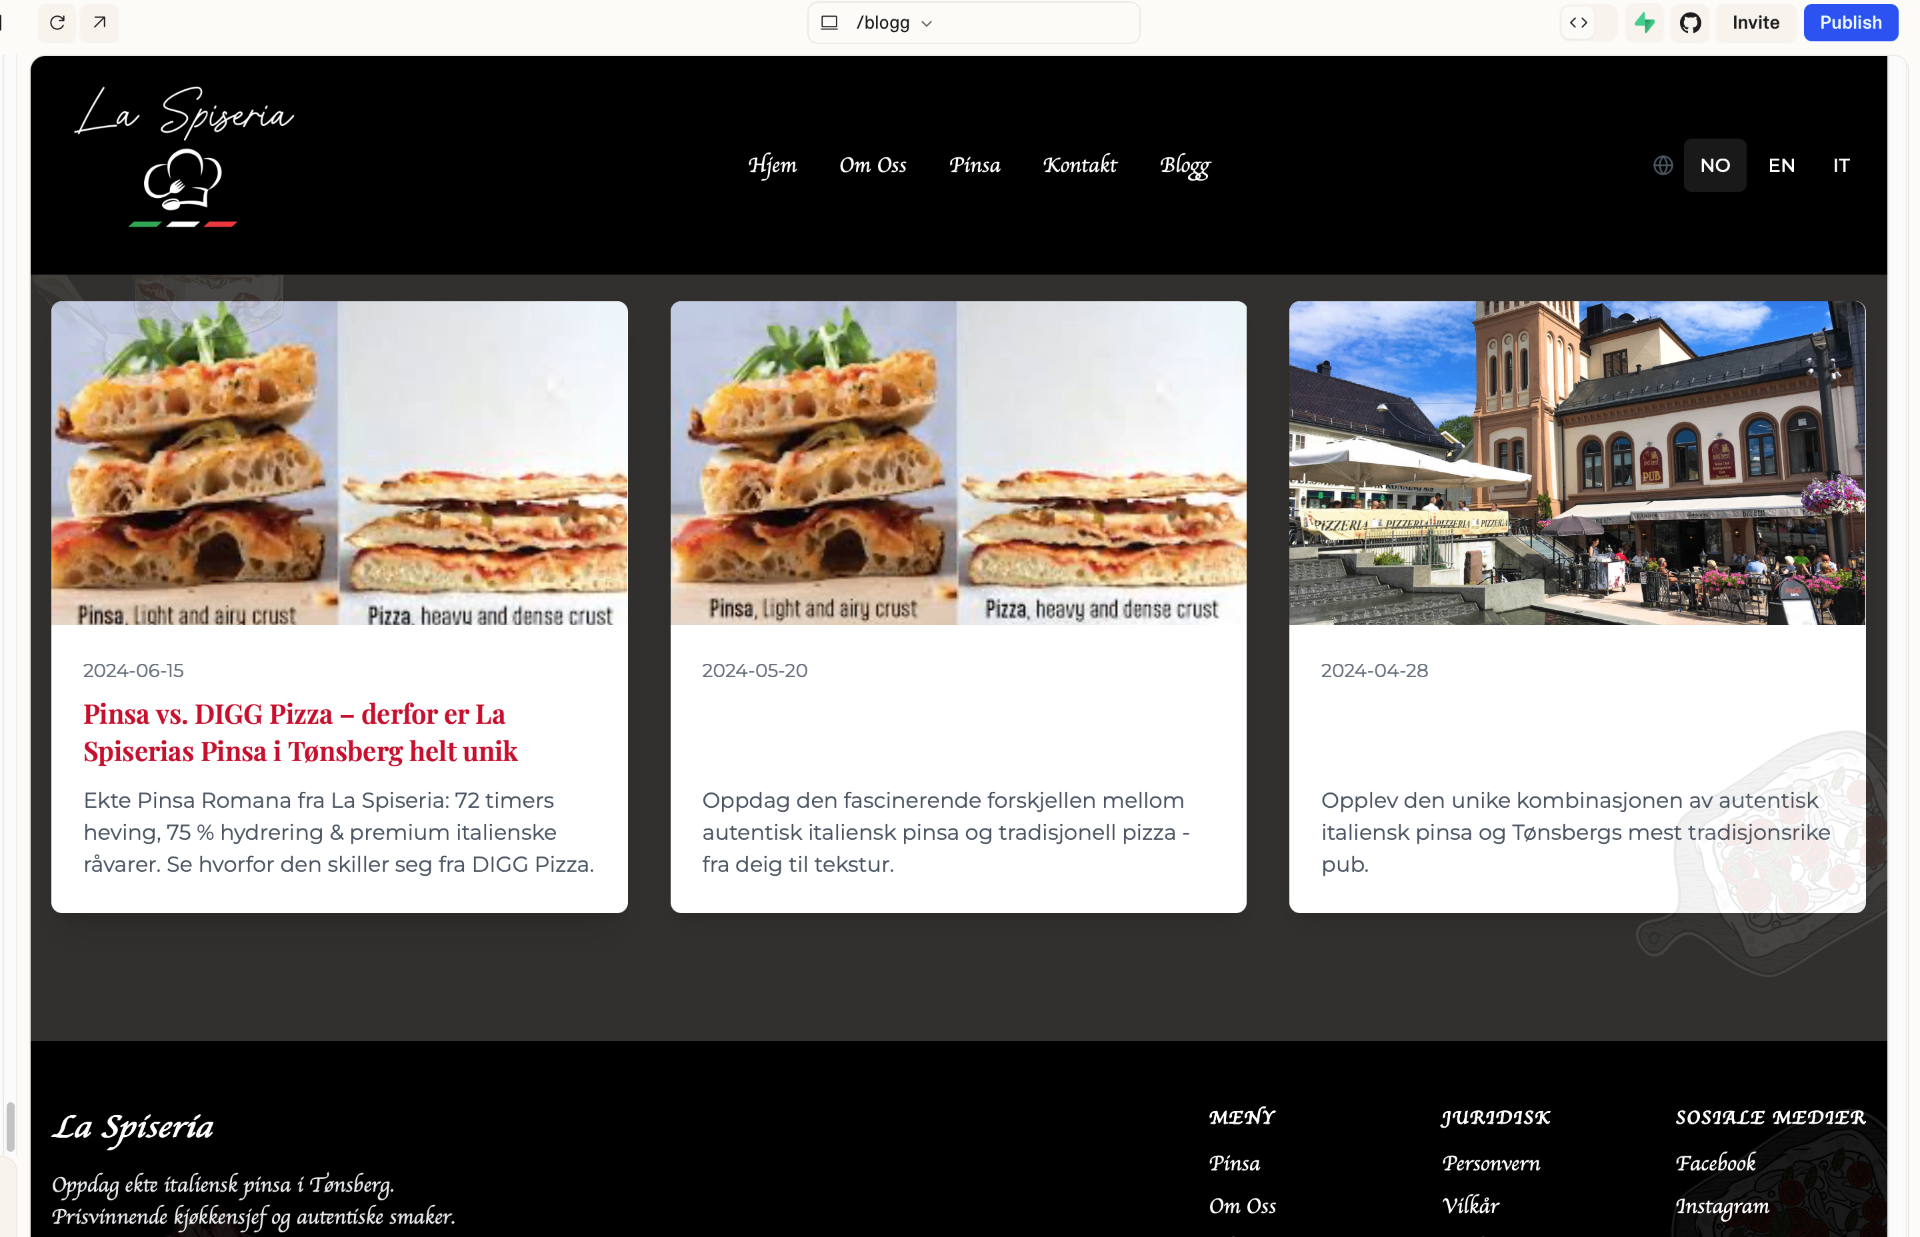 /blogg
Invite
Publish
La Spiseria
Hjem
Om Oss
Pinsa
Kontakt
Blogg
NO
EN
IT
Pinsa, Light and airy crust
Pizza, heavy and dense crust
2024-06-15
Pinsa vs. DIGG Pizza – derfor er La
Spiserias Pinsa i Tønsberg helt unik
Ekte Pinsa Romana fra La Spiseria: 72 timers
heving, 75 % hydrering & premium italienske
råvarer. Se hvorfor den skiller seg fra DIGG Pizza.
Pinsa, Light and airy crust
Pizza, heavy and dense crust
2024-05-20
Oppdag den fascinerende forskjellen mellom
autentisk italiensk pinsa og tradisjonell pizza -
fra deig til tekstur.
PUB
PIZZERIA PIZZERIA PIZZERIA PIZZERIA
2024-04-28
Opplev den unike kombinasjonen av autentisk
italiensk pinsa og Tønsbergs mest tradisjonsrike
pub.
La Spiseria
Oppdag ekte italiensk pinsa i Tønsberg.
Prisvinnende kjøkkensjef og autentiske smaker.
MENY
Pinsa
Om Oss
JURIDISK
Personvern
Vilkår
SOSIALE MEDIER
Facebook
Instagram